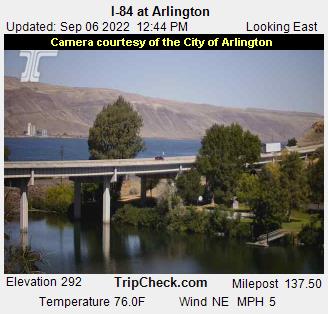 I-84 at Arlington
Updated: Sep 06 2022 12:44 PM Looking East
Camera courtesy of the City of Arlington
Elevation 292 TripCheck.com Milepost 137.50
Temperature 76.0F Wind NE MPH 5